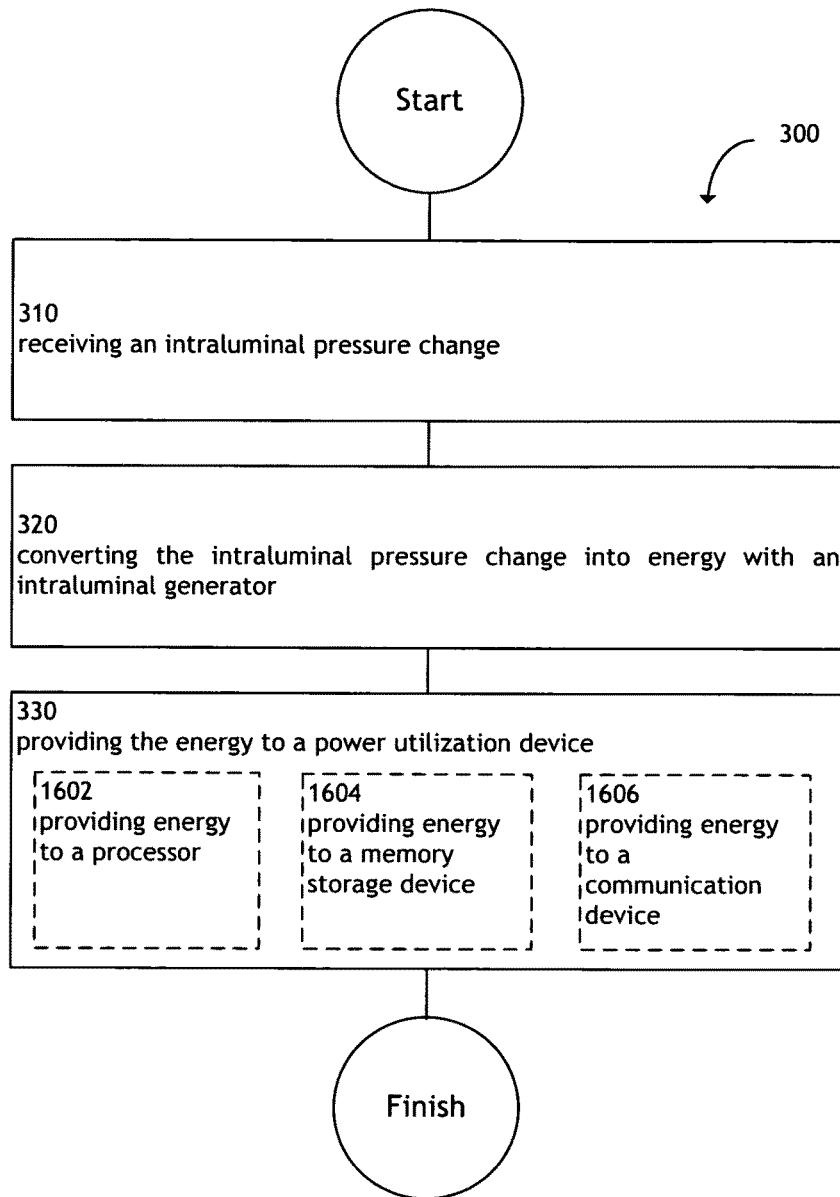 Start
300
310
receiving an intraluminal pressure change
320
converting the intraluminal pressure change into energy with an
intraluminal generator
330
providing the energy to a power utilization device
1602
providing energy
to a processor
1604
providing energy
to a memory
storage device
1606
providing energy
to a
communication
device
Finish